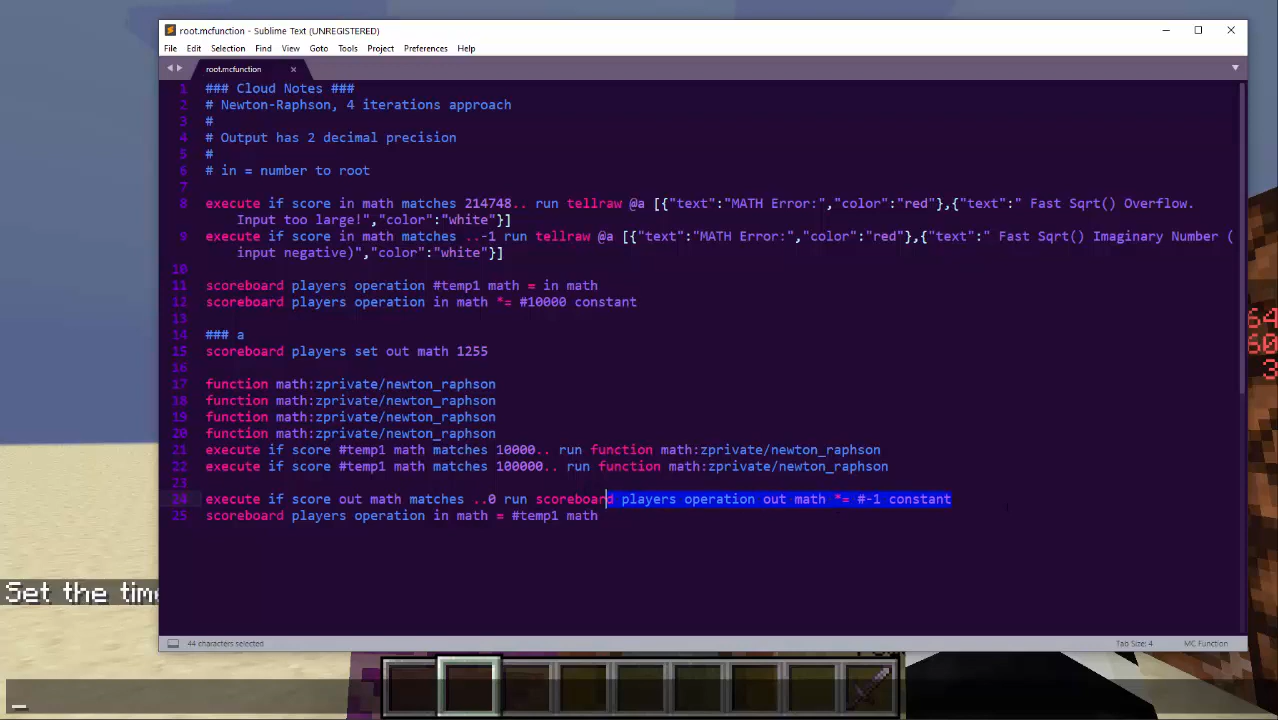 root.mcfunction - Sublime Text (UNREGISTERED)
File Edit Selection Find View Goto Tools Project Preferences Help
root.mcfunction
1 ### Cloud Notes ###
2 # Newton-Raphson, 4 iterations approach
3 #
4 # Output has 2 decimal precision
5 #
6 # in = number to root
7
8 execute if score in math matches 214748.. run tellraw @a [{"text":"MATH Error:","color":"red"},{"text":" Fast Sqrt() Overflow.
Input too large!","color":"white"}]
9 execute if score in math matches ..-1 run tellraw @a [{"text":"MATH Error:","color":"red"},{"text":" Fast Sqrt() Imaginary Number (
input negative)","color":"white"}]
10
11 scoreboard players operation #temp1 math = in math
12 scoreboard players operation in math *= #10000 constant
13
14 ### a
15 scoreboard players set out math 1255
16
17 function math:zprivate/newton_raphson
18 function math:zprivate/newton_raphson
19 function math:zprivate/newton_raphson
20 function math:zprivate/newton_raphson
21 execute if score #temp1 math matches 10000.. run function math:zprivate/newton_raphson
22 execute if score #temp1 math matches 100000.. run function math:zprivate/newton_raphson
23
24 execute if score out math matches ..0 run scoreboard players operation out math *= #-1 constant
25 scoreboard players operation in math = #temp1 math
64
60
3
Set the time
44 characters selected
Tab Size: 4
MC Function